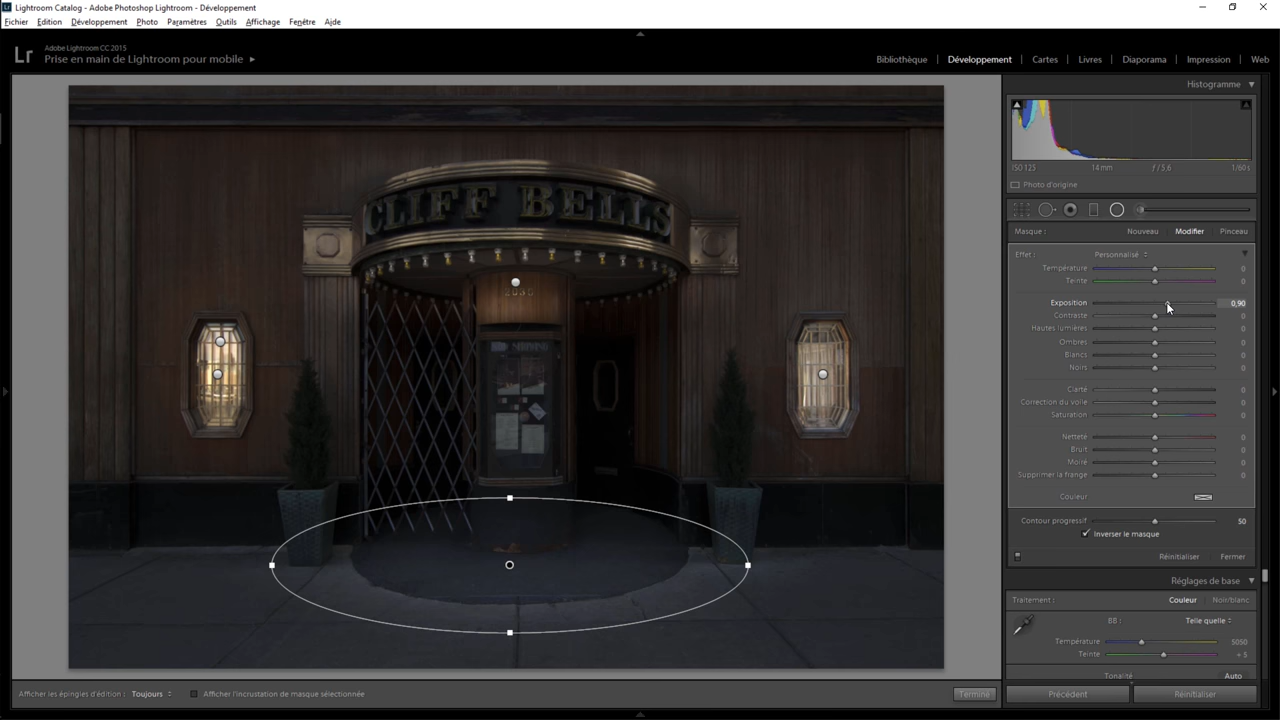 Lightroom Catalog - Adobe Photoshop Lightroom - Développement
Fichier Edition Développement Photo Paramètres Outils Affichage Fenêtre Aide
Lr
Adobe Lightroom CC 2015
Prise en main de Lightroom pour mobile
Bibliothèque | Développement | Cartes | Livres | Diaporama | Impression | Web
Histogramme
ISO 125 14 mm ƒ / 5,6 1/60 s
Photo d'origine
Masque : Nouveau Modifier Pinceau
Effet : Personnalisé
Température 0
Teinte 0
Exposition 0,90
Contraste 0
Hautes lumières 0
Ombres 0
Blancs 0
Noirs 0
Clarté 0
Correction du voile 0
Saturation 0
Netteté 0
Bruit 0
Moiré 0
Supprimer la frange 0
Couleur
Contour progressif 50
Inverser le masque
Réinitialiser Fermer
Réglages de base
Traitement : Couleur Noir/blanc
BB : Telle quelle
Température 5050
Teinte + 5
Tonalité Auto
Précédent Réinitialiser
CLIFF BELLS
2030
Afficher les épingles d'édition : Toujours Afficher l'incrustation de masque sélectionnée Terminé